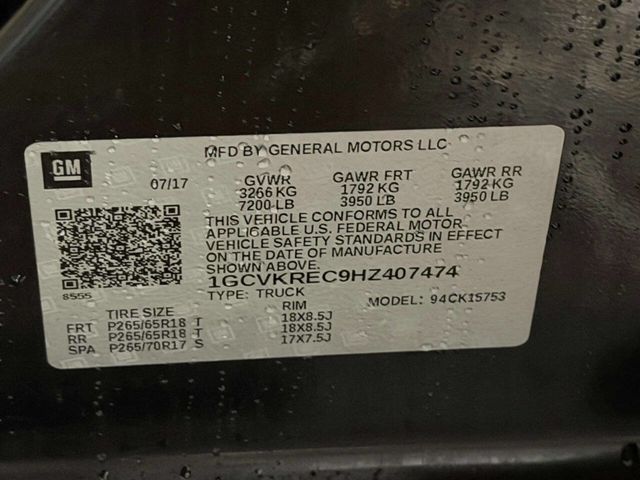 GM
MFD BY GENERAL MOTORS LLC
07/17 GVWR GAWR FRT GAWR RR
3266 KG 1792 KG 1792 KG
7200 LB 3950 LB 3950 LB
THIS VEHICLE CONFORMS TO ALL
APPLICABLE U.S. FEDERAL MOTOR
VEHICLE SAFETY STANDARDS IN EFFECT
ON THE DATE OF MANUFACTURE
SHOWN ABOVE.
1GCVKREC9HZ407474
8555
TYPE: TRUCK MODEL: 94CK15753
TIRE SIZE RIM
FRT P265/65R18 T 18X8.5J
RR P265/65R18 T 18X8.5J
SPA P265/70R17 S 17X7.5J